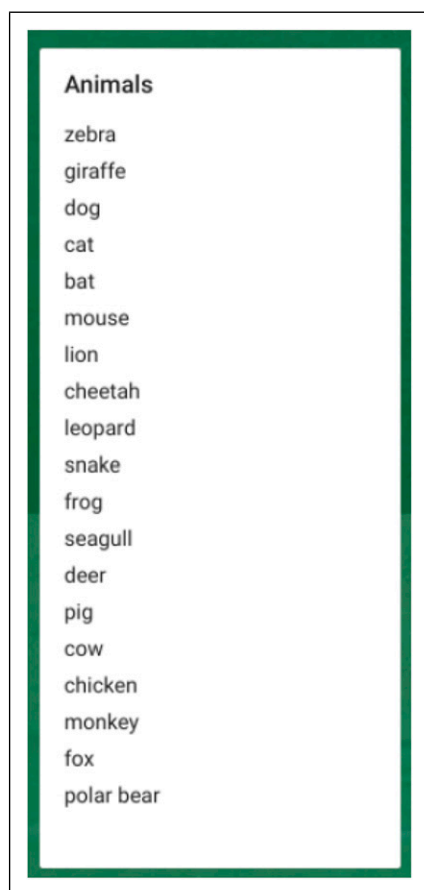 Animals
zebra
giraffe
dog
cat
bat
mouse
lion
cheetah
leopard
snake
frog
seagull
deer
pig
cow
chicken
monkey
fox
polar bear